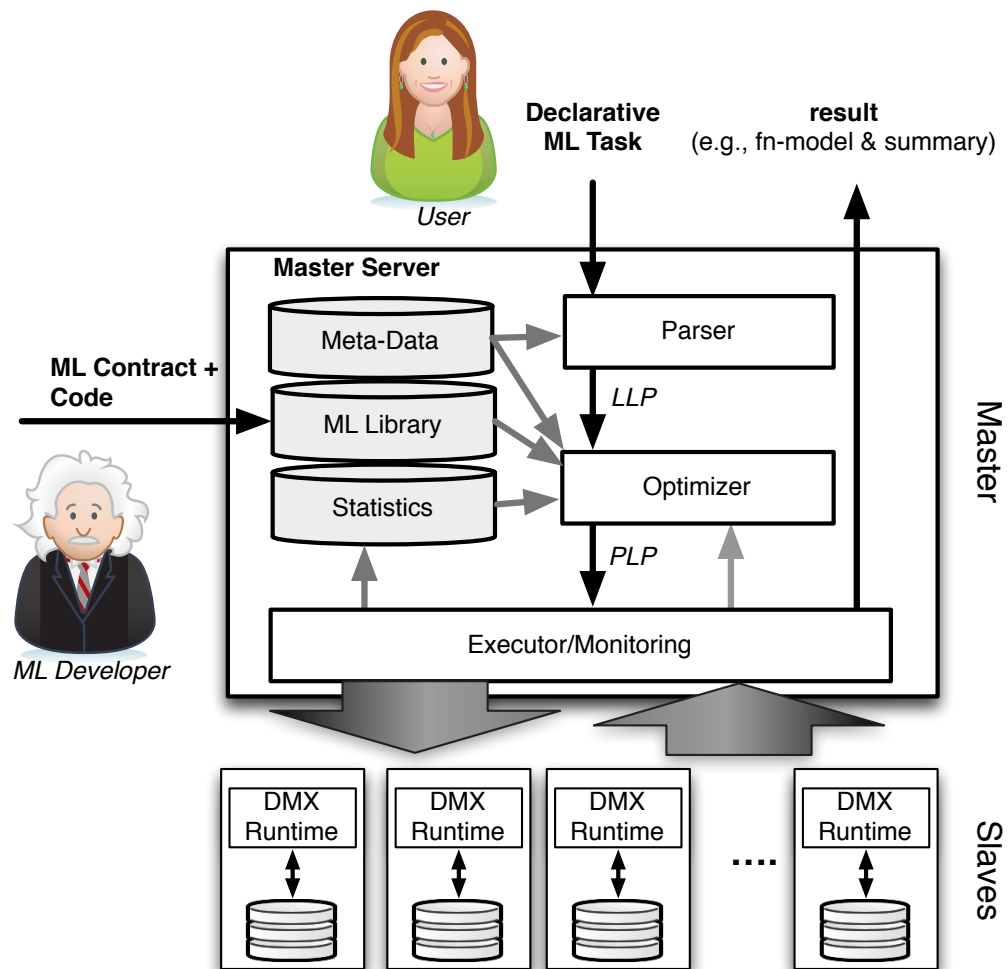 Declarative
ML Task
result
(e.g., fn-model & summary)
User
Master Server
Meta-Data
Parser
ML Contract +
Code
LLP
ML Library
Optimizer
Statistics
PLP
Executor/Monitoring
ML Developer
Master
DMX
Runtime
DMX
Runtime
DMX
Runtime
....
DMX
Runtime
Slaves